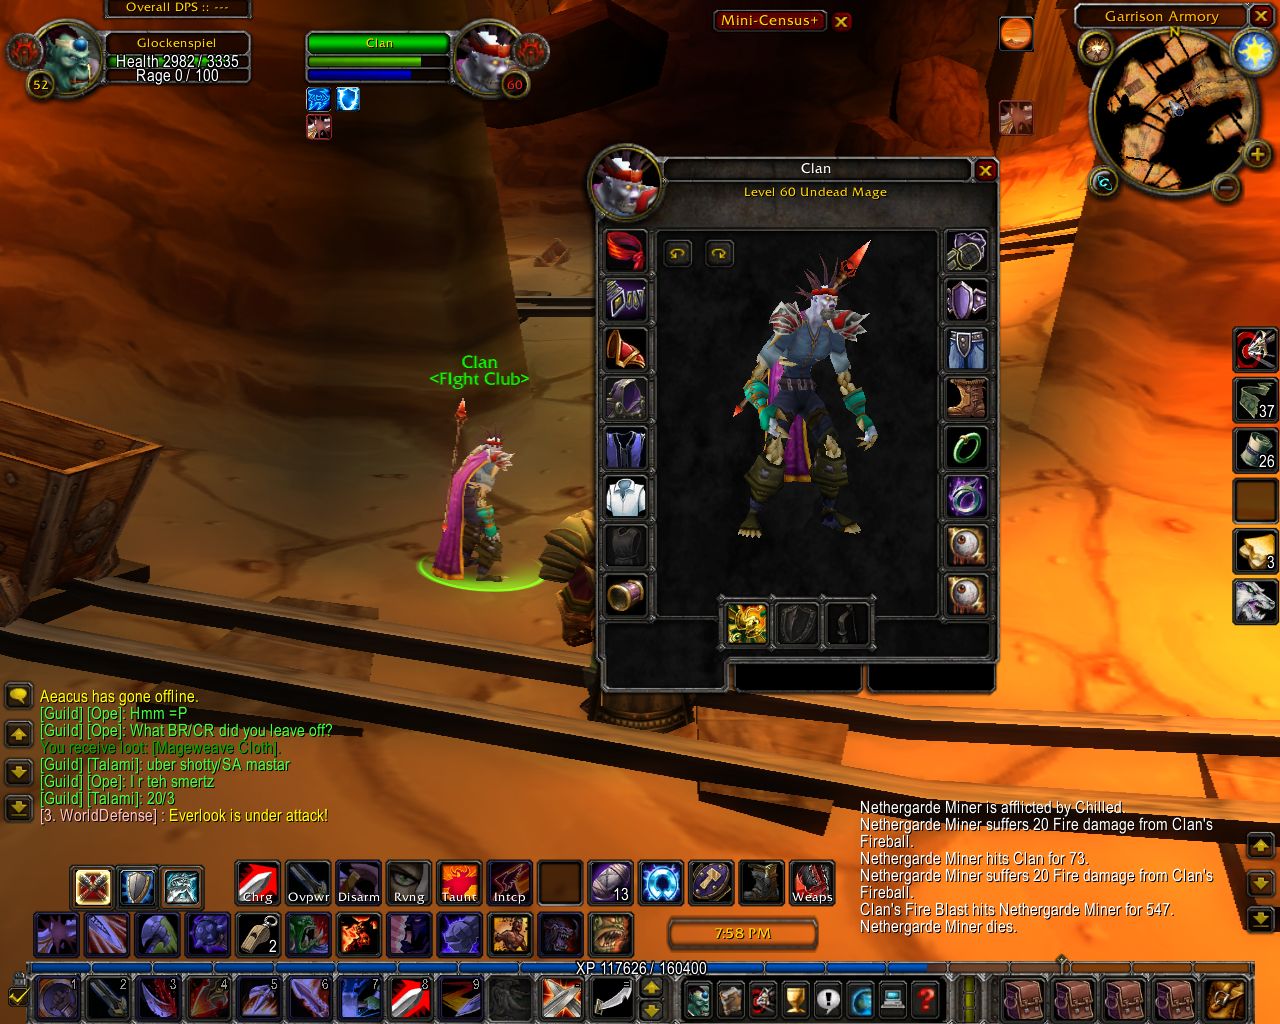 Overall DPS :: ---
Glockenspiel
Health 2982 / 3335
Rage 0 / 100
52
Clan
60
Mini-Census+
Garrison Armory
N
Clan
Level 60 Undead Mage
Clan
<FIght Club>
37
26
3
Aeacus has gone offline.
[Guild] [Ope]: Hmm =P
[Guild] [Ope]: What BR/CR did you leave off?
You receive loot: [Mageweave Cloth].
[Guild] [Talami]: uber shotty/SA mastar
[Guild] [Ope]: I r teh smertz
[Guild] [Talami]: 20/3
[3. WorldDefense] : Everlook is under attack!
Nethergarde Miner is afflicted by Chilled.
Nethergarde Miner suffers 20 Fire damage from Clan's
Fireball.
Nethergarde Miner hits Clan for 73.
Nethergarde Miner suffers 20 Fire damage from Clan's
Fireball.
Clan's Fire Blast hits Nethergarde Miner for 547.
Nethergarde Miner dies.
Chrg Ovpwr Disarm Rvng Taunt Intcp 13 Weaps
2
7:58 PM
XP 117626 / 160400
1 2 3 4 5 6 7 8 9